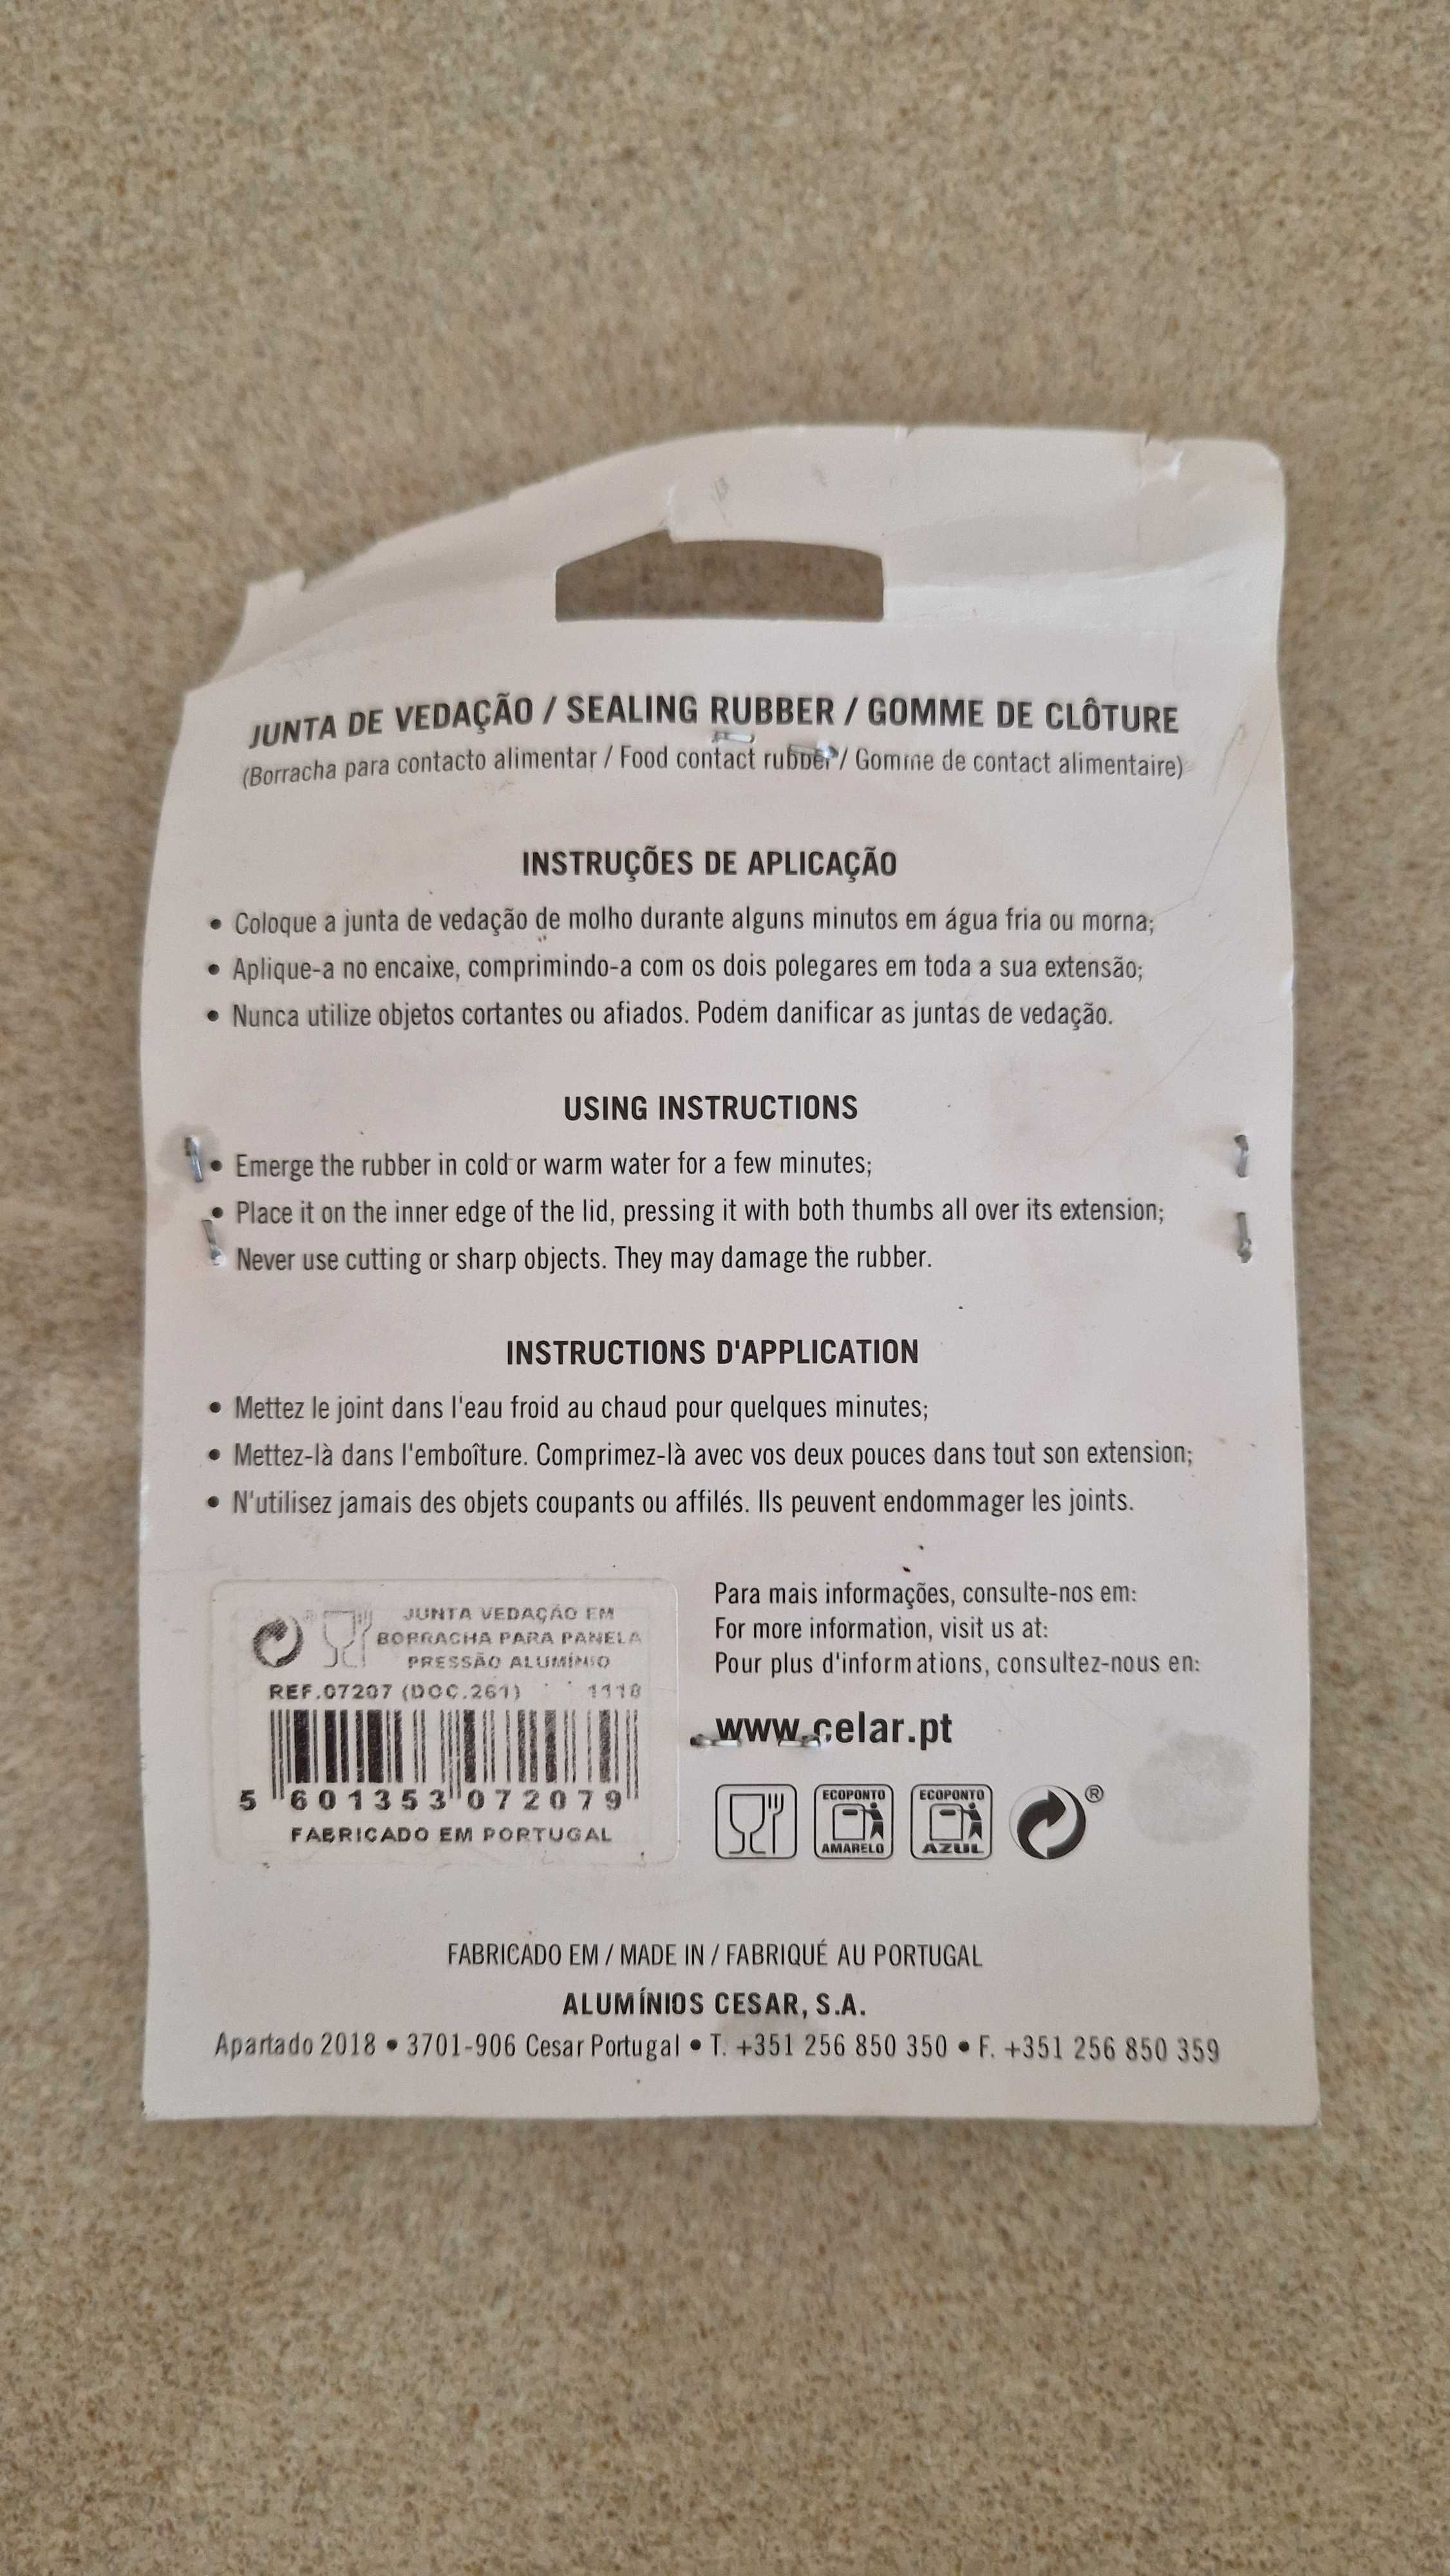 JUNTA DE VEDAÇÃO / SEALING RUBBER / GOMME DE CLÔTURE
(Borracha para contacto alimentar / Food contact rubber / Gomme de contact alimentaire)
INSTRUÇÕES DE APLICAÇÃO
• Coloque a junta de vedação de molho durante alguns minutos em água fria ou morna;
• Aplique-a no encaixe, comprimindo-a com os dois polegares em toda a sua extensão;
• Nunca utilize objetos cortantes ou afiados. Podem danificar as juntas de vedação.
USING INSTRUCTIONS
• Emerge the rubber in cold or warm water for a few minutes;
• Place it on the inner edge of the lid, pressing it with both thumbs all over its extension;
• Never use cutting or sharp objects. They may damage the rubber.
INSTRUCTIONS D'APPLICATION
• Mettez le joint dans l'eau froid au chaud pour quelques minutes;
• Mettez-là dans l'emboîture. Comprimez-là avec vos deux pouces dans tout son extension;
• N'utilisez jamais des objets coupants ou affilés. Ils peuvent endommager les joints.
JUNTA VEDAÇÃO EM
BORRACHA PARA PANELA
PRESSÃO ALUMÍNIO
REF.07207 (DOC.261) 1118
5 601353 072079
FABRICADO EM PORTUGAL
Para mais informações, consulte-nos em:
For more information, visit us at:
Pour plus d'informations, consultez-nous en:
www.celar.pt
ECOPONTO
AMARELO
ECOPONTO
AZUL
®
FABRICADO EM / MADE IN / FABRIQUÉ AU PORTUGAL
ALUMÍNIOS CESAR, S.A.
Apartado 2018 • 3701-906 Cesar Portugal • T. +351 256 850 350 • F. +351 256 850 359